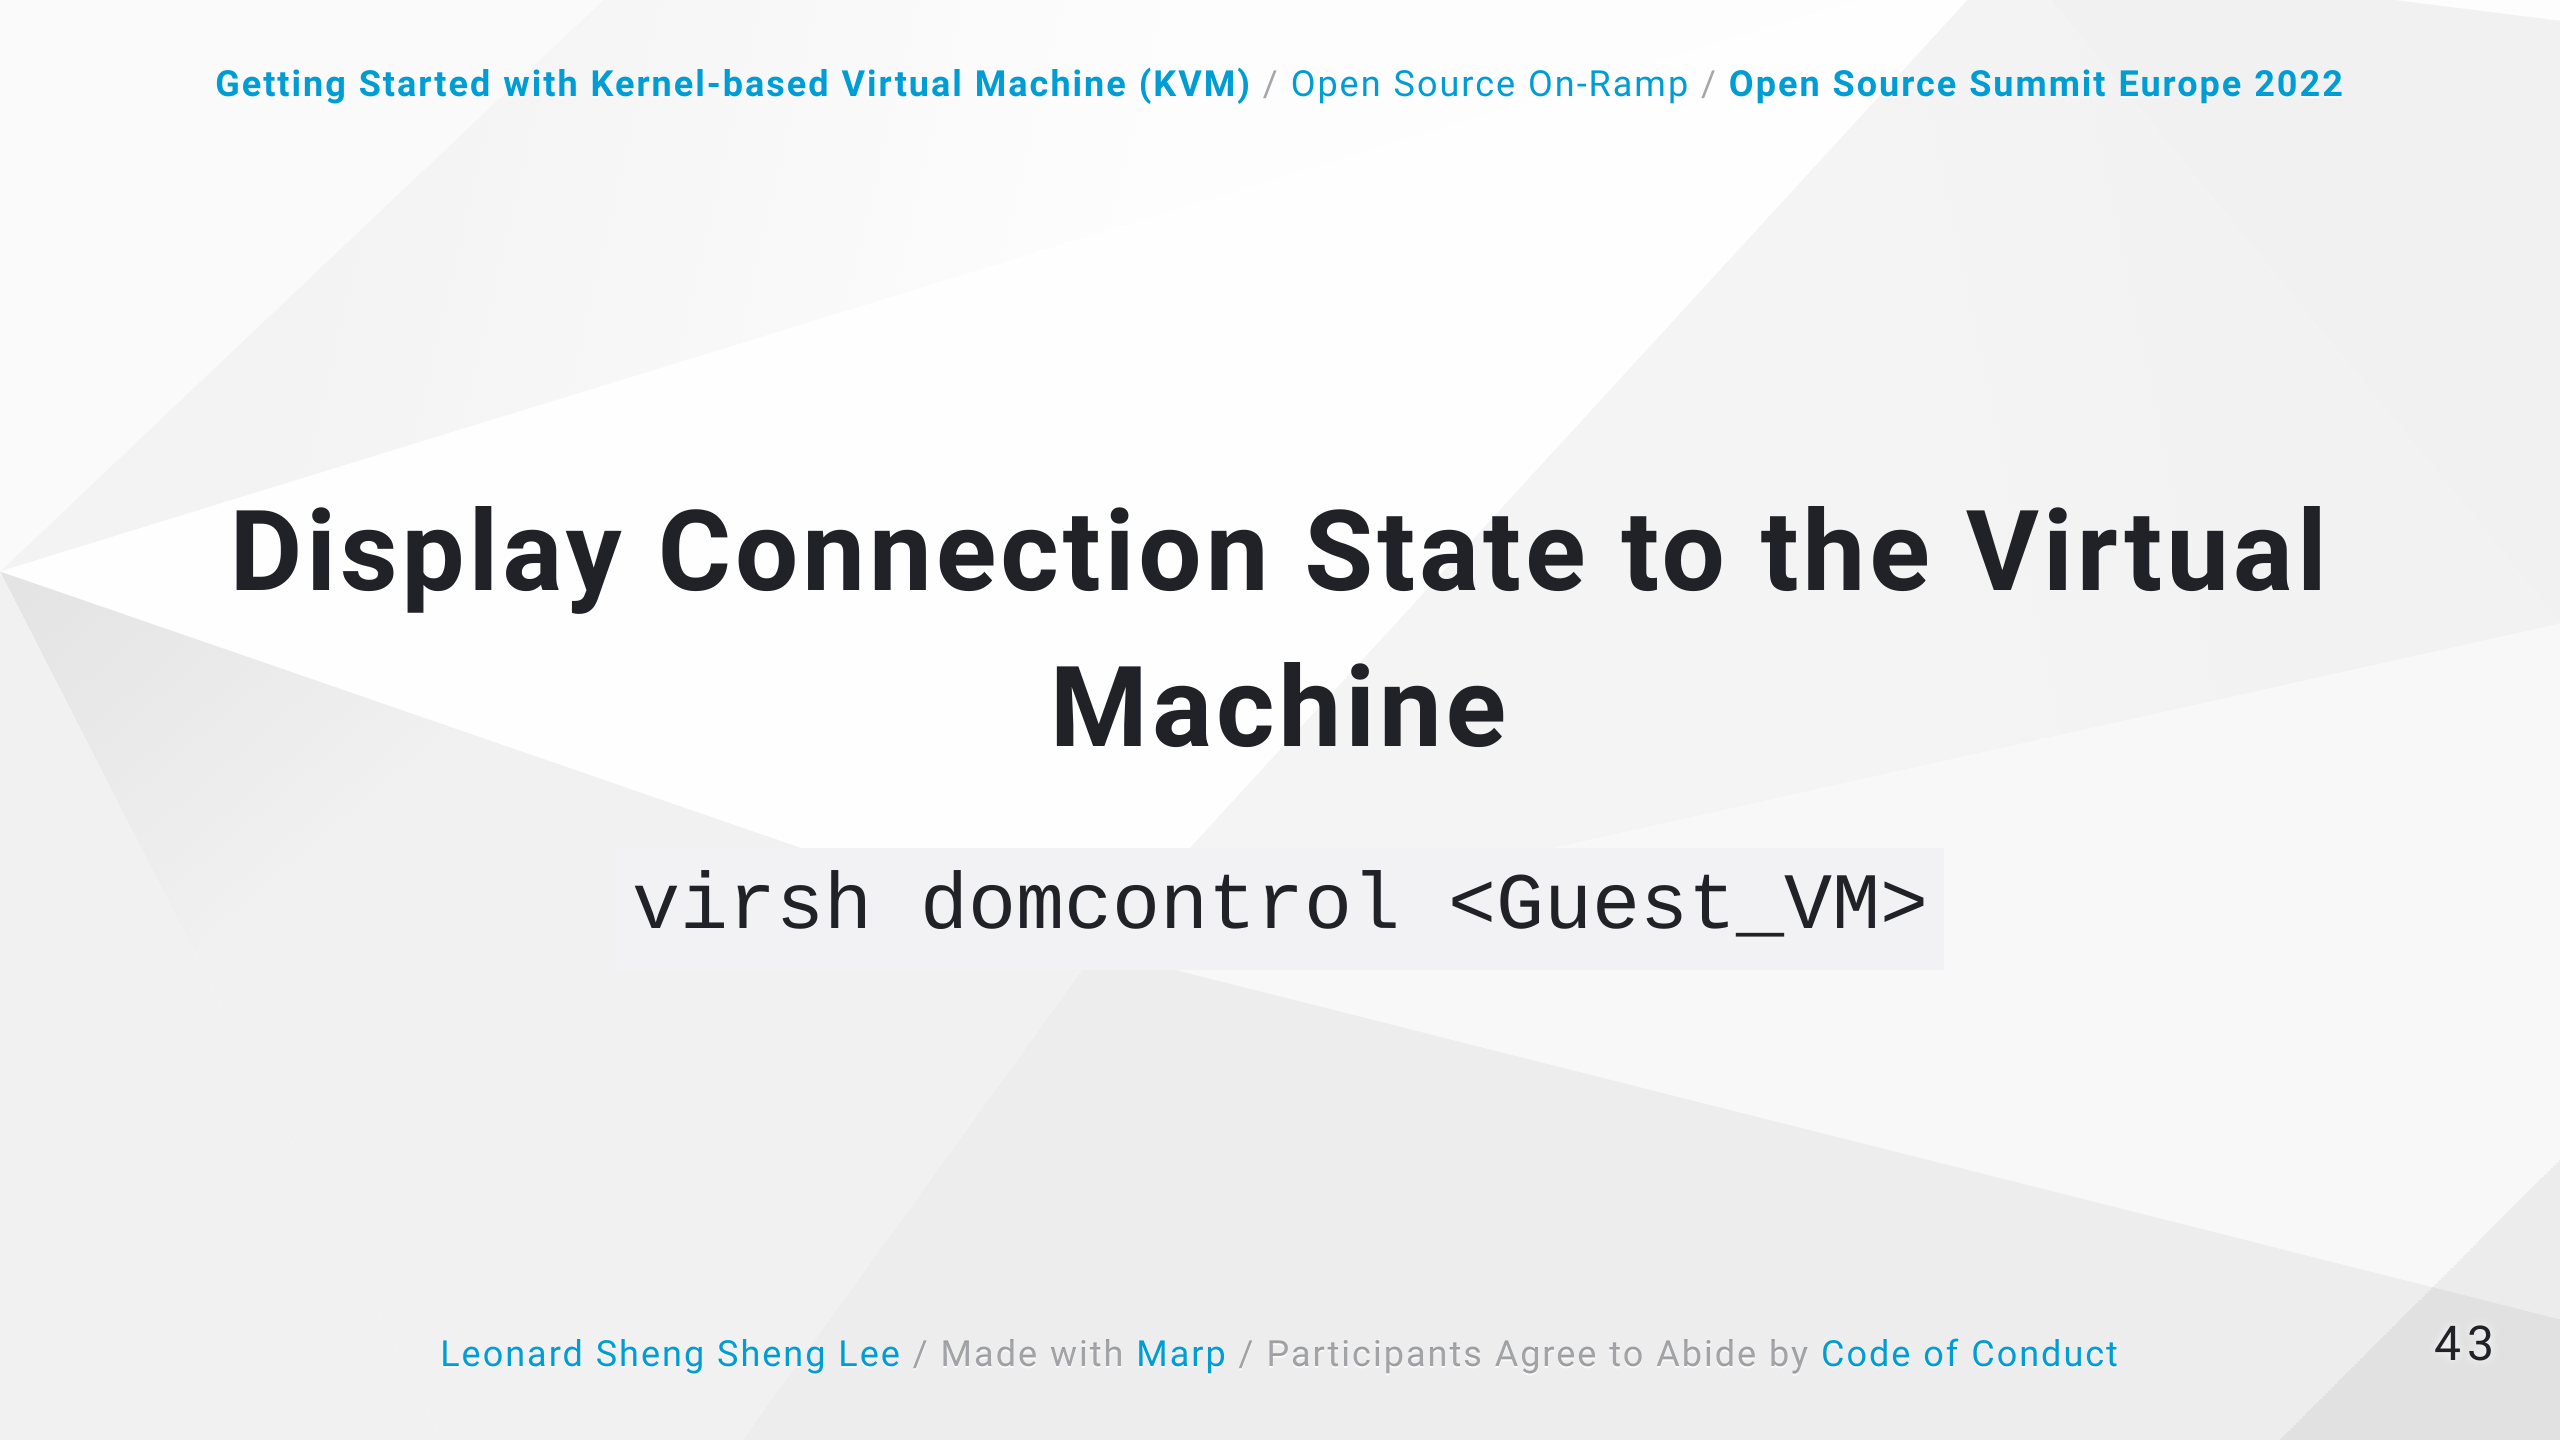 Getting Started with Kernel-based Virtual Machine (KVM) / Open Source On-Ramp / Open Source Summit Europe 2022
Display Connection State to the Virtual
Machine
virsh domcontrol <Guest_VM>
Leonard Sheng Sheng Lee / Made with Marp / Participants Agree to Abide by Code of Conduct
43